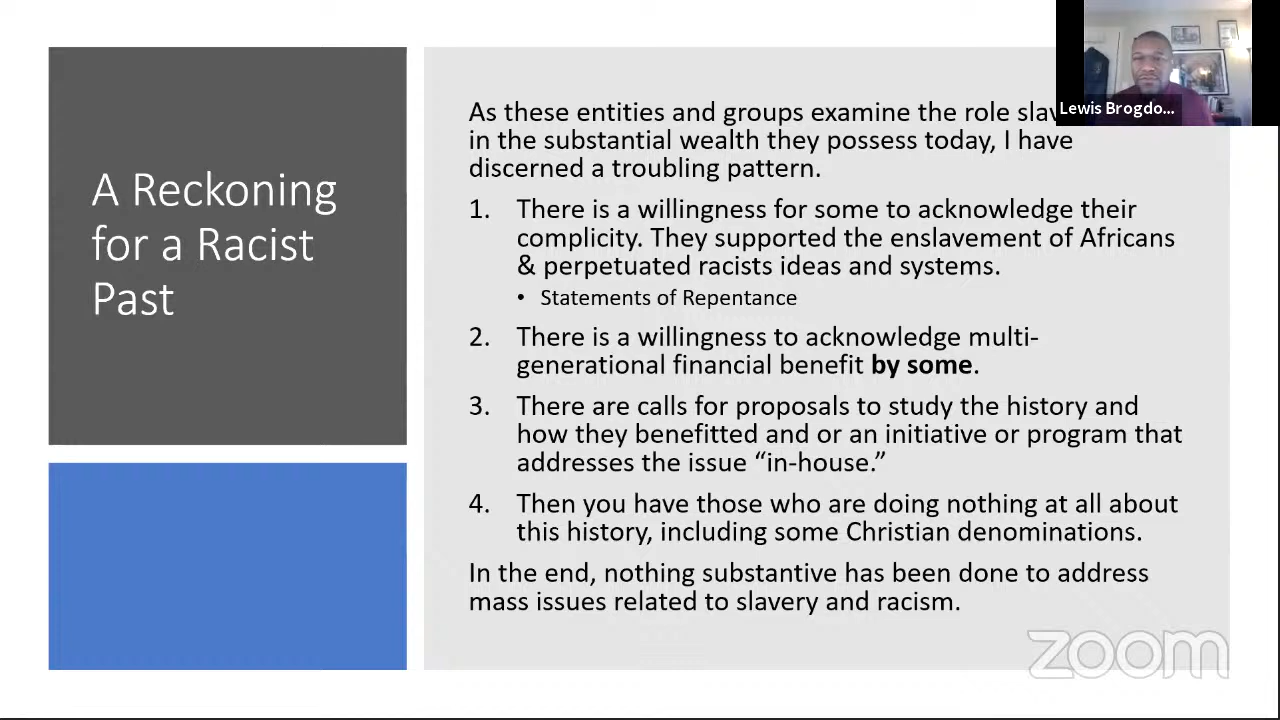 A Reckoning
for a Racist
Past
As these entities and groups examine the role
in the substantial wealth they possess today, I have
discerned a troubling pattern.
1. There is a willingness for some to acknowledge their
complicity. They supported the enslavement of Africans
& perpetuated racists ideas and systems.
• Statements of Repentance
2. There is a willingness to acknowledge multi-
generational financial benefit by some.
3. There are calls for proposals to study the history and
how they benefitted and or an initiative or program that
addresses the issue “in-house.”
4. Then you have those who are doing nothing at all about
this history, including some Christian denominations.
In the end, nothing substantive has been done to address
mass issues related to slavery and racism.
Lewis Brogdo...
zoom